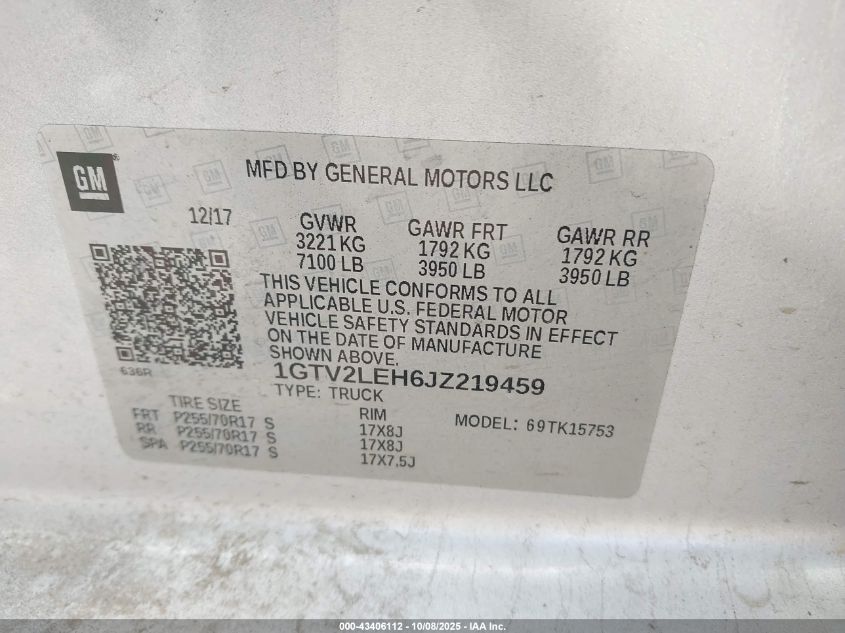 GM
MFD BY GENERAL MOTORS LLC
12/17
GVWR
3221 KG
7100 LB
GAWR FRT
1792 KG
3950 LB
GAWR RR
1792 KG
3950 LB
THIS VEHICLE CONFORMS TO ALL
APPLICABLE U.S. FEDERAL MOTOR
VEHICLE SAFETY STANDARDS IN EFFECT
ON THE DATE OF MANUFACTURE
SHOWN ABOVE.
636R
1GTV2LEH6JZ219459
TYPE: TRUCK
MODEL: 69TK15753
TIRE SIZE RIM
FRT P255/70R17 S 17X8J
RR P255/70R17 S 17X8J
SPA P255/70R17 S 17X7.5J
000-43406112 - 10/08/2025 - IAA Inc.